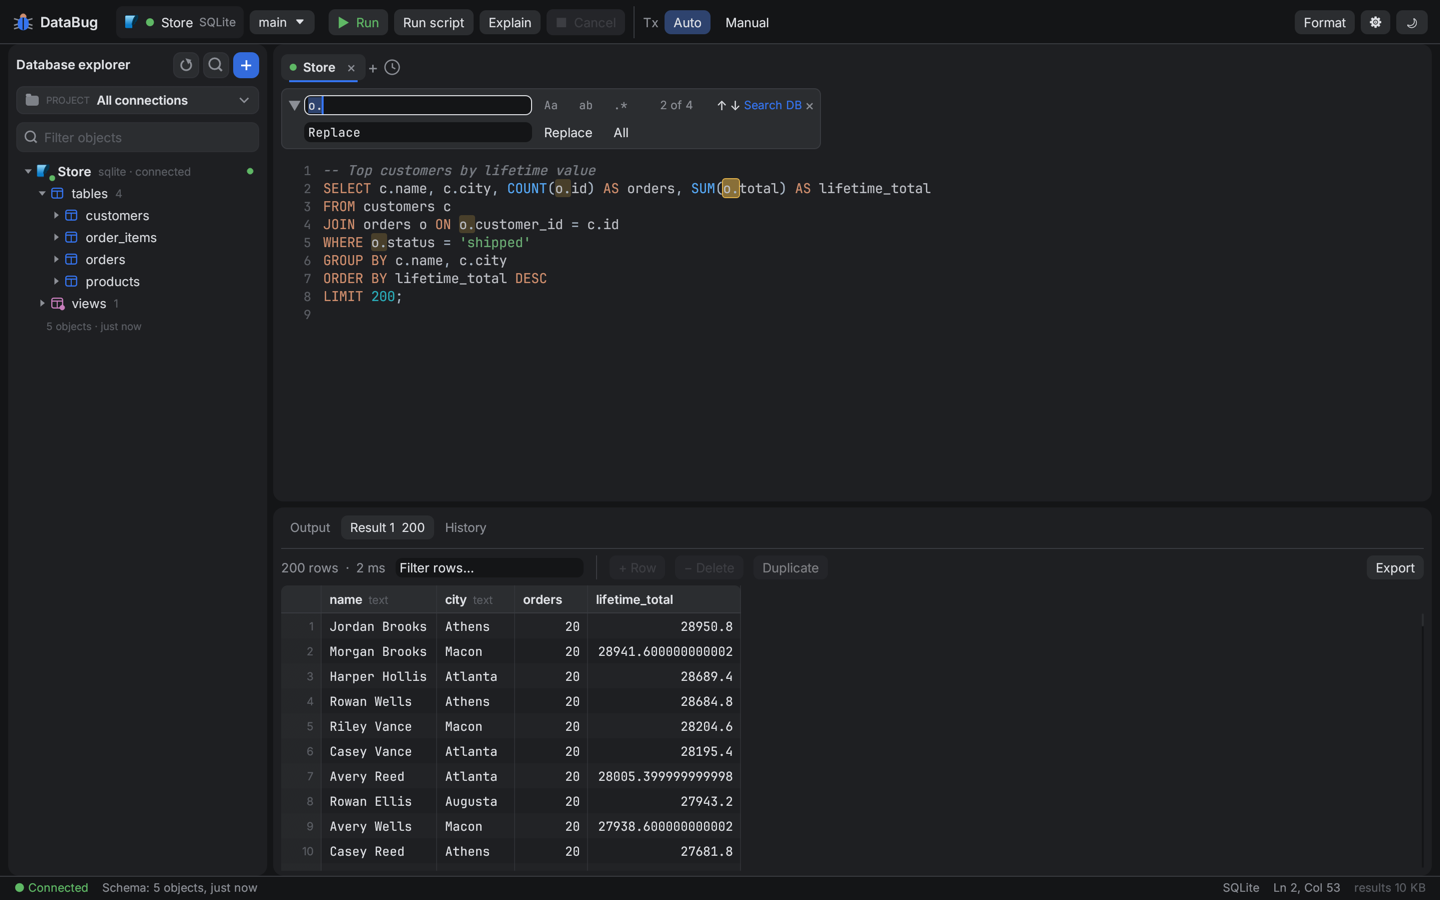 DataBug
Store SQLite
main
Run
Run script
Explain
Cancel
Tx
Auto
Manual
Format
Database explorer
PROJECT All connections
Filter objects
Store sqlite · connected
tables 4
customers
order_items
orders
products
views 1
5 objects · just now
Store × +
o.
Aa ab .* 2 of 4 ↑ ↓ Search DB ×
Replace
Replace All
1 -- Top customers by lifetime value
2 SELECT c.name, c.city, COUNT(o.id) AS orders, SUM(o.total) AS lifetime_total
3 FROM customers c
4 JOIN orders o ON o.customer_id = c.id
5 WHERE o.status = 'shipped'
6 GROUP BY c.name, c.city
7 ORDER BY lifetime_total DESC
8 LIMIT 200;
9
Output Result 1 200 History
200 rows · 2 ms Filter rows... + Row − Delete Duplicate Export
name text city text orders lifetime_total
1 Jordan Brooks Athens 20 28950.8
2 Morgan Brooks Macon 20 28941.600000000002
3 Harper Hollis Atlanta 20 28689.4
4 Rowan Wells Athens 20 28684.8
5 Riley Vance Macon 20 28204.6
6 Casey Vance Atlanta 20 28195.4
7 Avery Reed Atlanta 20 28005.399999999998
8 Rowan Ellis Augusta 20 27943.2
9 Avery Wells Macon 20 27938.600000000002
10 Casey Reed Athens 20 27681.8
Connected Schema: 5 objects, just now SQLite Ln 2, Col 53 results 10 KB